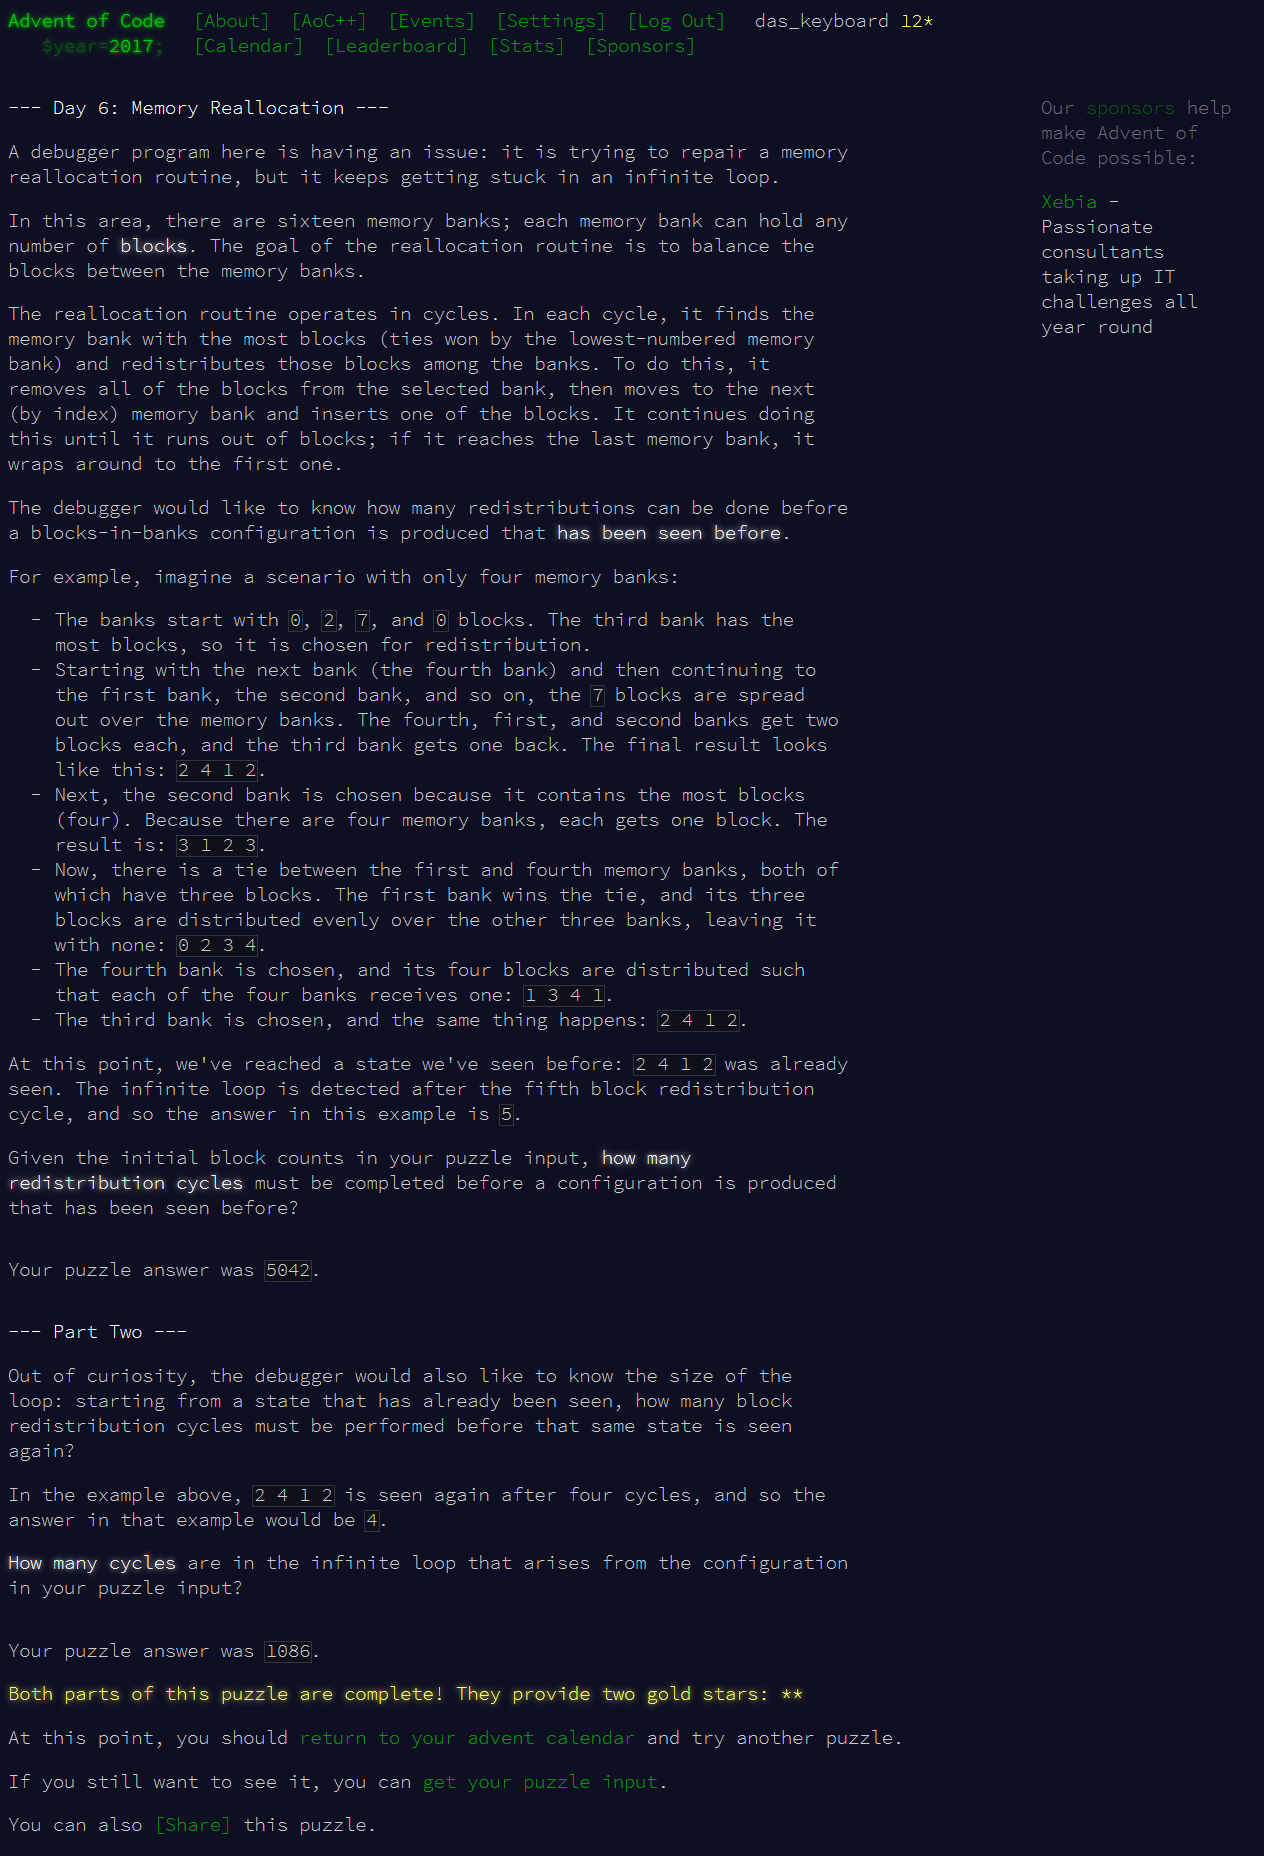 Advent of Code [About] [AoC++] [Events] [Settings] [Log Out] das_keyboard 12*
$year=2017; [Calendar] [Leaderboard] [Stats] [Sponsors]
--- Day 6: Memory Reallocation ---
A debugger program here is having an issue: it is trying to repair a memory
reallocation routine, but it keeps getting stuck in an infinite loop.
In this area, there are sixteen memory banks; each memory bank can hold any
number of blocks. The goal of the reallocation routine is to balance the
blocks between the memory banks.
The reallocation routine operates in cycles. In each cycle, it finds the
memory bank with the most blocks (ties won by the lowest-numbered memory
bank) and redistributes those blocks among the banks. To do this, it
removes all of the blocks from the selected bank, then moves to the next
(by index) memory bank and inserts one of the blocks. It continues doing
this until it runs out of blocks; if it reaches the last memory bank, it
wraps around to the first one.
The debugger would like to know how many redistributions can be done before
a blocks-in-banks configuration is produced that has been seen before.
For example, imagine a scenario with only four memory banks:
- The banks start with 0, 2, 7, and 0 blocks. The third bank has the
most blocks, so it is chosen for redistribution.
- Starting with the next bank (the fourth bank) and then continuing to
the first bank, the second bank, and so on, the 7 blocks are spread
out over the memory banks. The fourth, first, and second banks get two
blocks each, and the third bank gets one back. The final result looks
like this: 2 4 1 2.
- Next, the second bank is chosen because it contains the most blocks
(four). Because there are four memory banks, each gets one block. The
result is: 3 1 2 3.
- Now, there is a tie between the first and fourth memory banks, both of
which have three blocks. The first bank wins the tie, and its three
blocks are distributed evenly over the other three banks, leaving it
with none: 0 2 3 4.
- The fourth bank is chosen, and its four blocks are distributed such
that each of the four banks receives one: 1 3 4 1.
- The third bank is chosen, and the same thing happens: 2 4 1 2.
At this point, we've reached a state we've seen before: 2 4 1 2 was already
seen. The infinite loop is detected after the fifth block redistribution
cycle, and so the answer in this example is 5.
Given the initial block counts in your puzzle input, how many
redistribution cycles must be completed before a configuration is produced
that has been seen before?
Your puzzle answer was 5042.
--- Part Two ---
Out of curiosity, the debugger would also like to know the size of the
loop: starting from a state that has already been seen, how many block
redistribution cycles must be performed before that same state is seen
again?
In the example above, 2 4 1 2 is seen again after four cycles, and so the
answer in that example would be 4.
How many cycles are in the infinite loop that arises from the configuration
in your puzzle input?
Your puzzle answer was 1086.
Both parts of this puzzle are complete! They provide two gold stars: **
At this point, you should return to your advent calendar and try another puzzle.
If you still want to see it, you can get your puzzle input.
You can also [Share] this puzzle.
Our sponsors help
make Advent of
Code possible:
Xebia -
Passionate
consultants
taking up IT
challenges all
year round